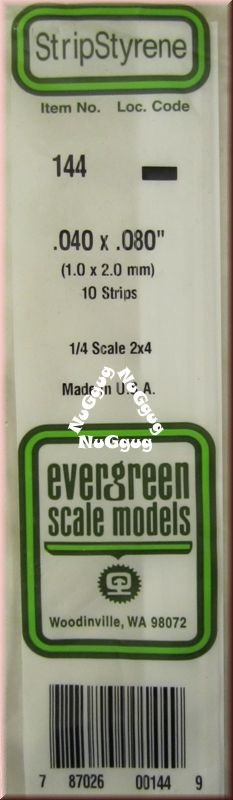 StripStyrene
Item No. Loc. Code
144
.040 x .080"
(1.0 x 2.0 mm)
10 Strips
1/4 Scale 2x4
Made in U.S.A.
NuGgug
NuGgug
NuGgug
evergreen
scale models
Woodinville, WA 98072
7 87026 00144 9